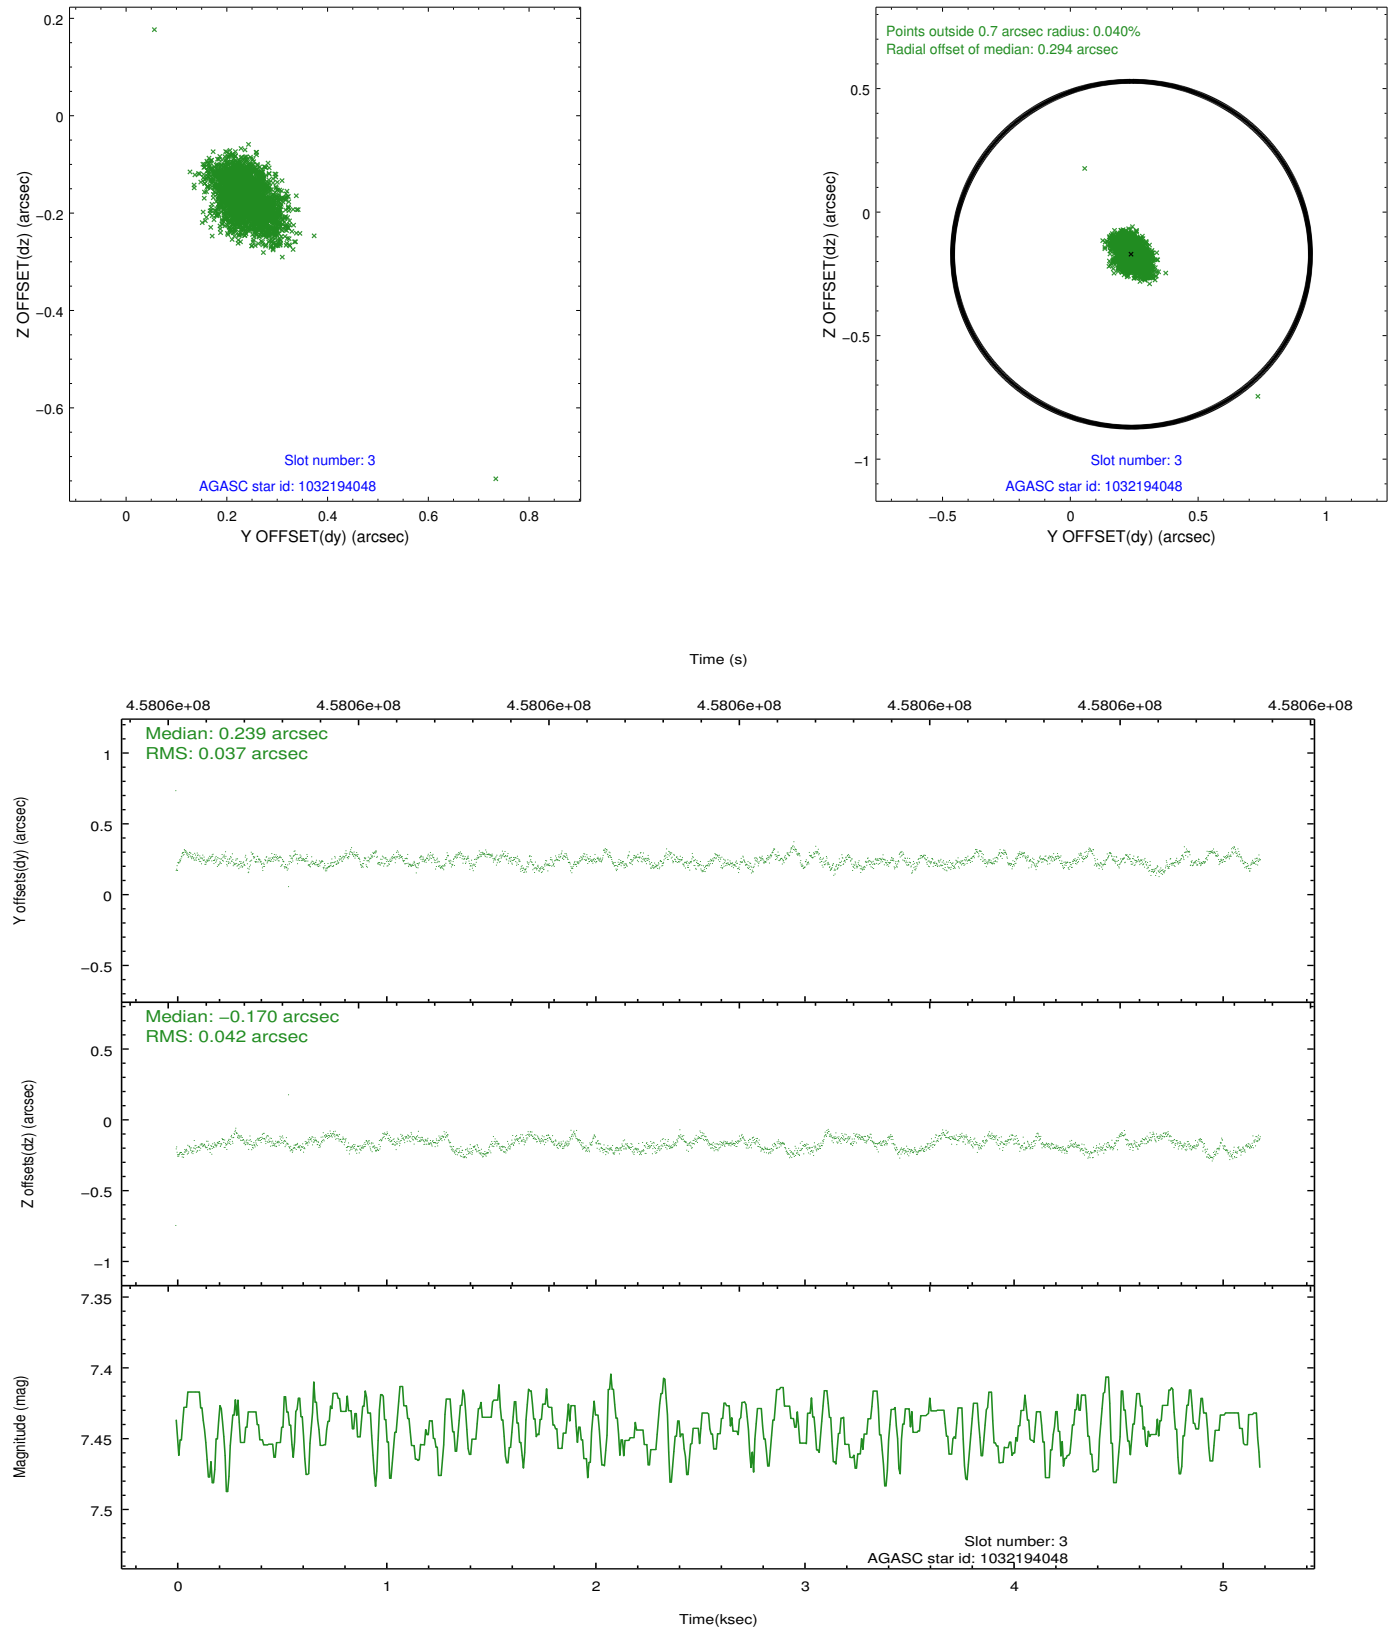 0.2
0
−0.2
−0.4
−0.6
Z OFFSET(dz) (arcsec)
Slot number: 3
AGASC star id: 1032194048
0 0.2 0.4 0.6 0.8
Y OFFSET(dy) (arcsec)
Points outside 0.7 arcsec radius: 0.040%
Radial offset of median: 0.294 arcsec
0.5
0
−0.5
−1
Z OFFSET(dz) (arcsec)
Slot number: 3
AGASC star id: 1032194048
−0.5 0 0.5 1
Y OFFSET(dy) (arcsec)
Time (s)
4.5806e+08 4.5806e+08 4.5806e+08 4.5806e+08 4.5806e+08 4.5806e+08 4.5806e+08
Median: 0.239 arcsec
RMS: 0.037 arcsec
1
0.5
0
−0.5
Y offsets(dy) (arcsec)
Median: −0.170 arcsec
RMS: 0.042 arcsec
0.5
0
−0.5
−1
Z offsets(dz) (arcsec)
7.35
7.4
7.45
7.5
Magnitude (mag)
Slot number: 3
AGASC star id: 1032194048
0 1 2 3 4 5
Time(ksec)